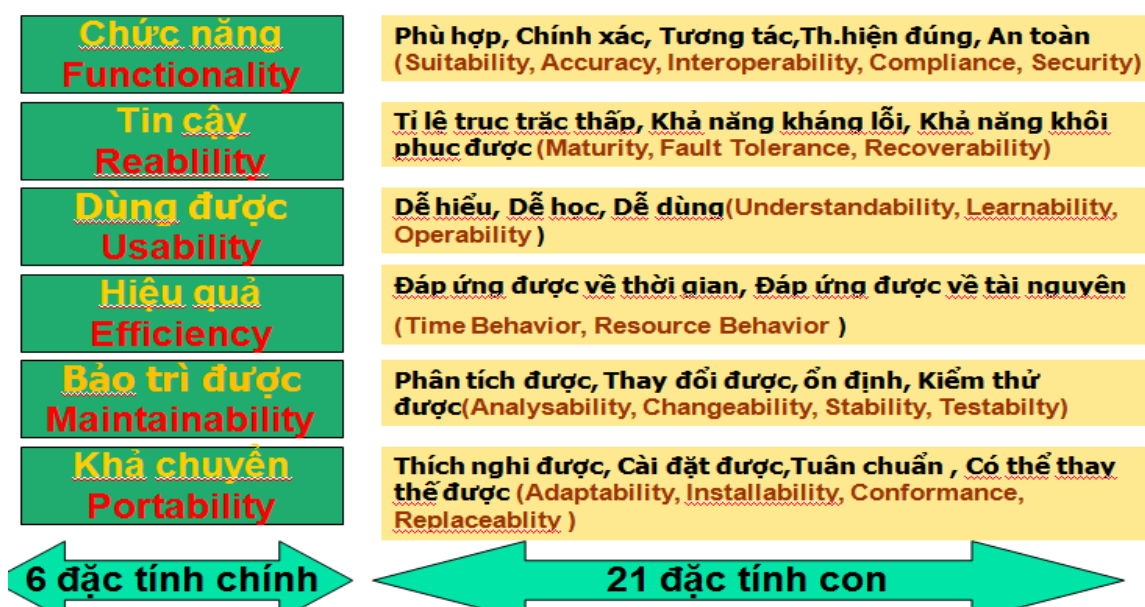 Chức năng
Functionality
Phù hợp, Chính xác, Tương tác,Th.hiện đúng, An toàn
(Suitability, Accuracy, Interoperability, Compliance, Security)
Tin cậy
Reablility
Tỉ lệ trục trặc thấp, Khả năng kháng lỗi, Khả năng khôi
phục được (Maturity, Fault Tolerance, Recoverability)
Dùng được
Usability
Dễ hiểu, Dễ học, Dễ dùng(Understandability, Learnability,
Operability )
Hiệu quả
Efficiency
Đáp ứng được về thời gian, Đáp ứng được về tài nguyên
(Time Behavior, Resource Behavior )
Bảo trì được
Maintainability
Phân tích được, Thay đổi được, ổn định, Kiểm thử
được(Analysability, Changeability, Stability, Testabilty)
Khả chuyển
Portability
Thích nghi được, Cài đặt được,Tuân chuẩn , Có thể thay
thế được (Adaptability, Installability, Conformance,
Replaceablity )
6 đặc tính chính
21 đặc tính con